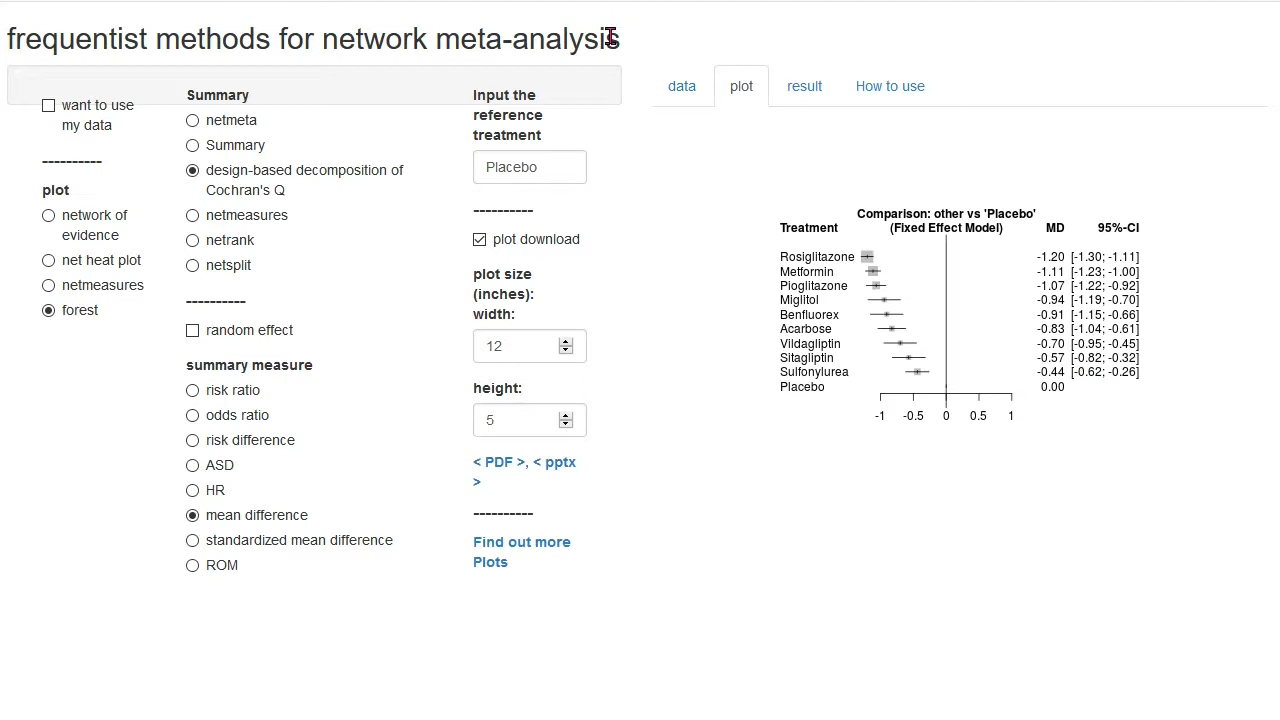 frequentist methods for network meta-analysis
want to use
my data
----------
plot
network of
evidence
net heat plot
netmeasures
forest
Summary
netmeta
Summary
design-based decomposition of
Cochran's Q
netmeasures
netrank
netsplit
----------
random effect
summary measure
risk ratio
odds ratio
risk difference
ASD
HR
mean difference
standardized mean difference
ROM
Input the
reference
treatment
Placebo
----------
plot download
plot size
(inches):
width:
12
height:
5
< PDF >, < pptx
>
----------
Find out more
Plots
data plot result How to use
Comparison: other vs 'Placebo'
Treatment (Fixed Effect Model) MD 95%-CI
Rosiglitazone -1.20 [-1.30; -1.11]
Metformin -1.11 [-1.23; -1.00]
Pioglitazone -1.07 [-1.22; -0.92]
Miglitol -0.94 [-1.19; -0.70]
Benfluorex -0.91 [-1.15; -0.66]
Acarbose -0.83 [-1.04; -0.61]
Vildagliptin -0.70 [-0.95; -0.45]
Sitagliptin -0.57 [-0.82; -0.32]
Sulfonylurea -0.44 [-0.62; -0.26]
Placebo 0.00
-1 -0.5 0 0.5 1